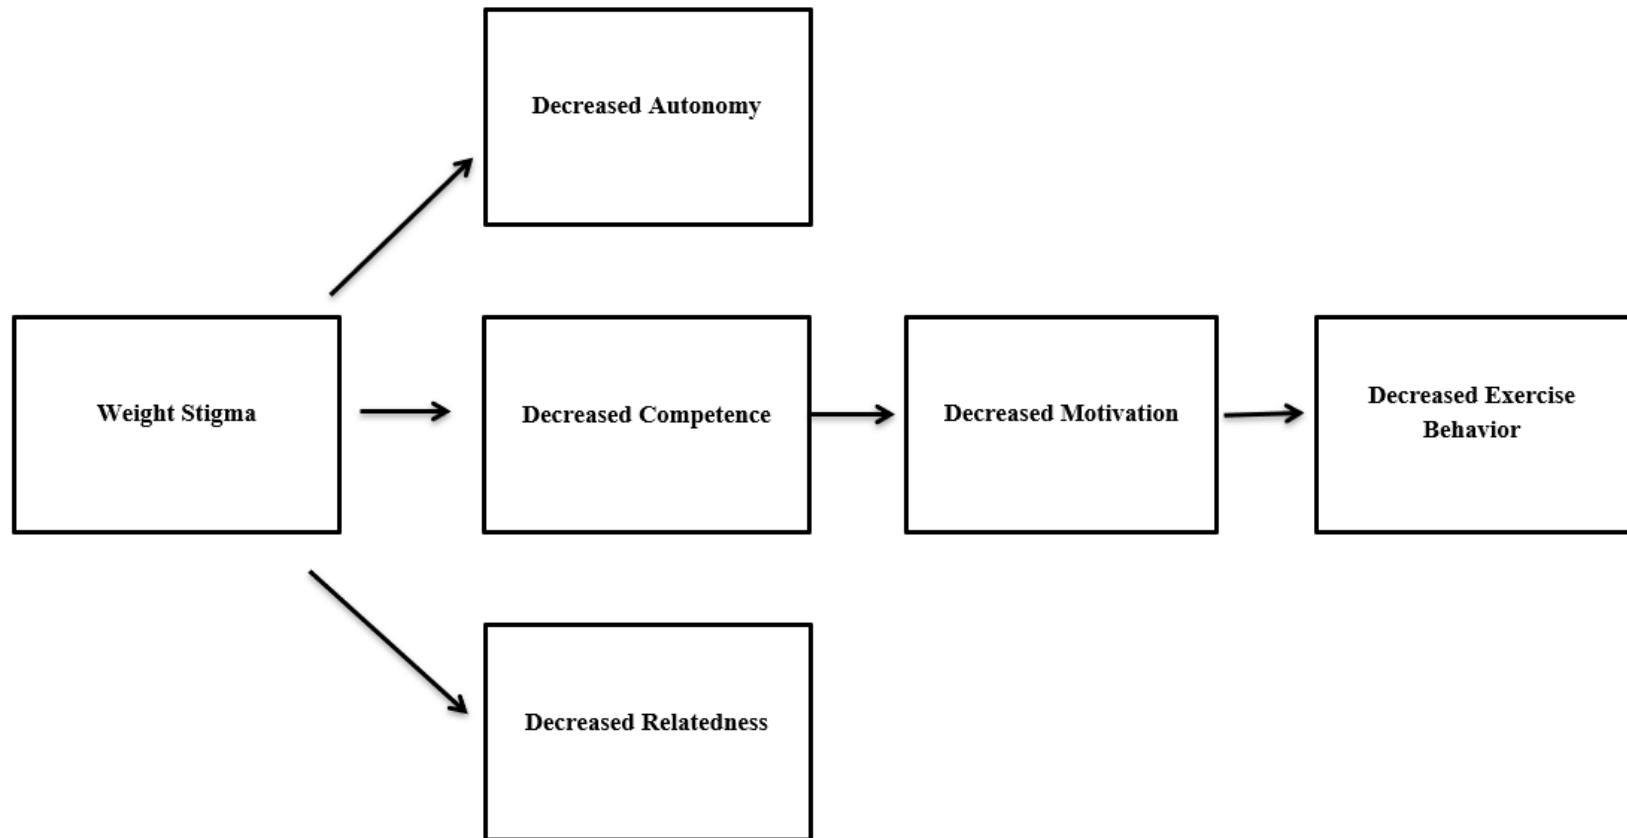 Decreased Autonomy
Weight Stigma
Decreased Competence
Decreased Motivation
Decreased Exercise
Behavior
Decreased Relatedness